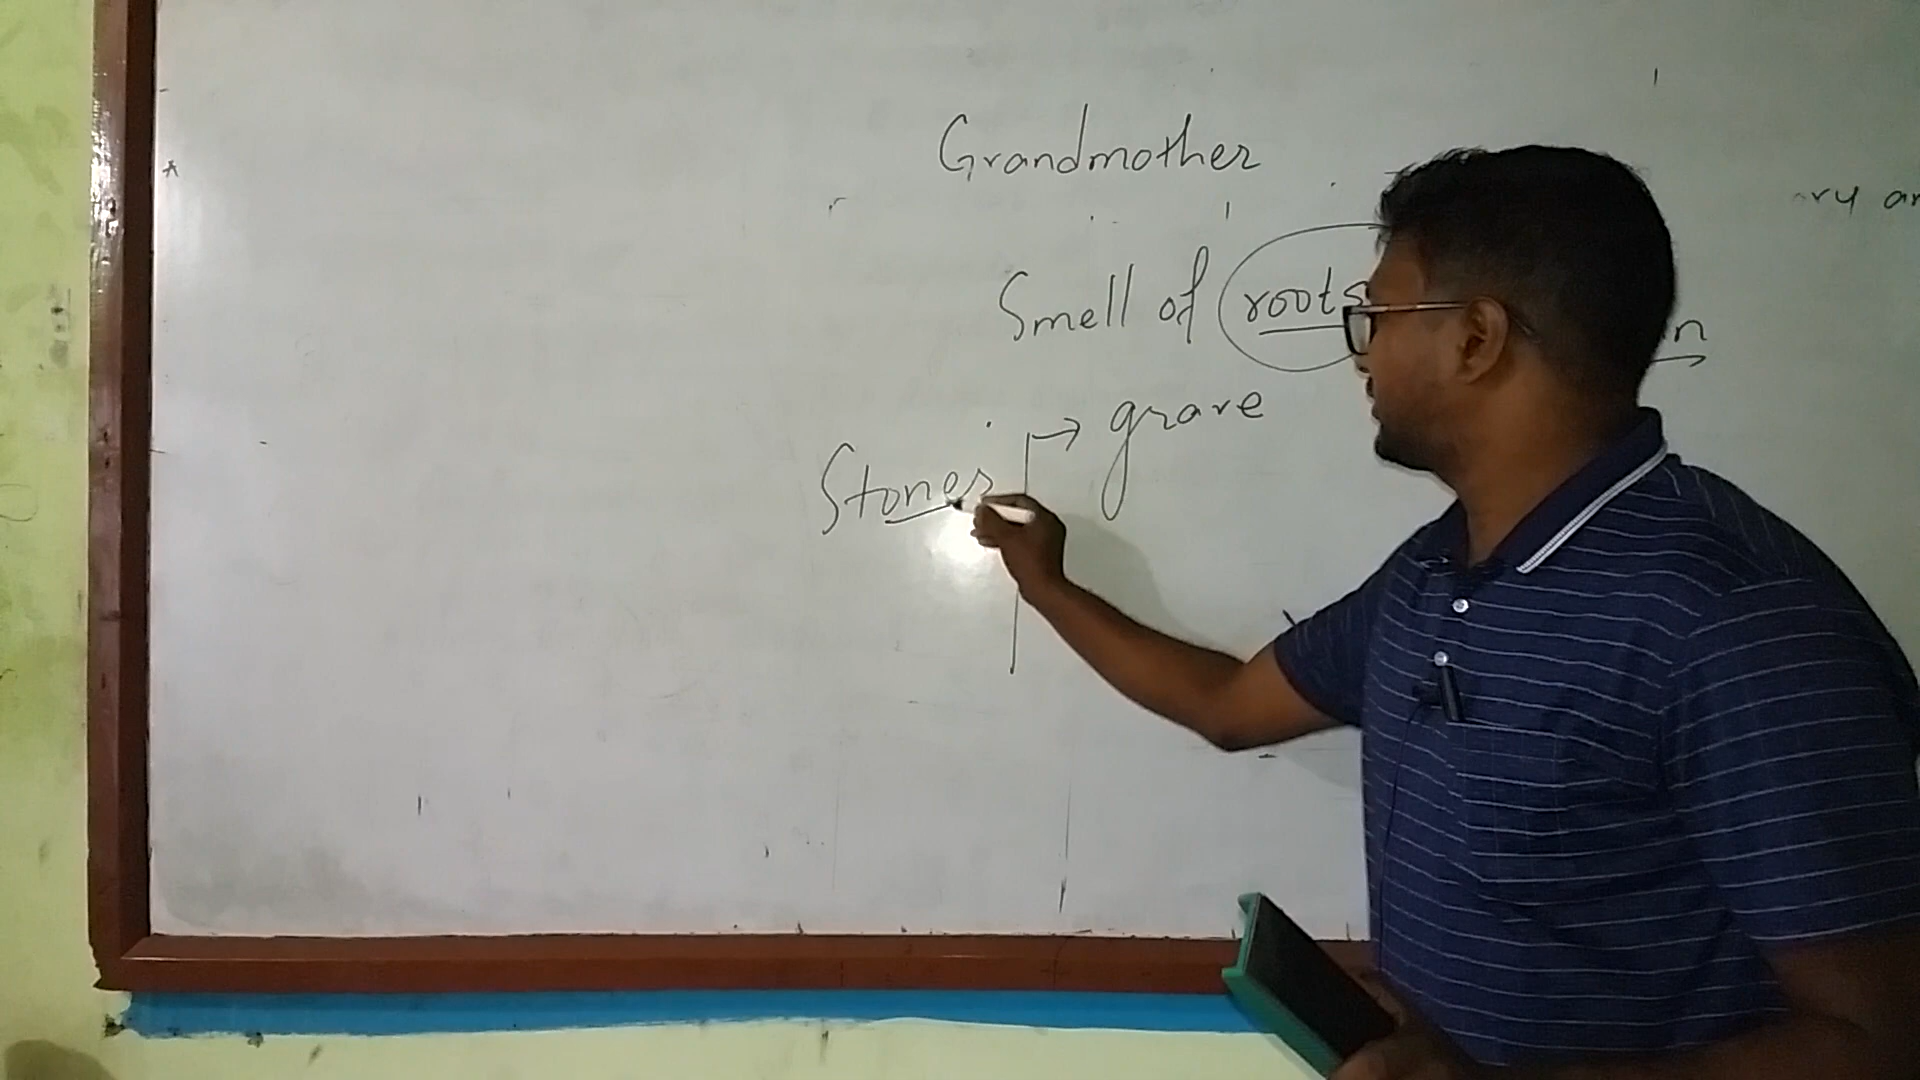 Grandmother
Smell of roots
→ grave
Stones